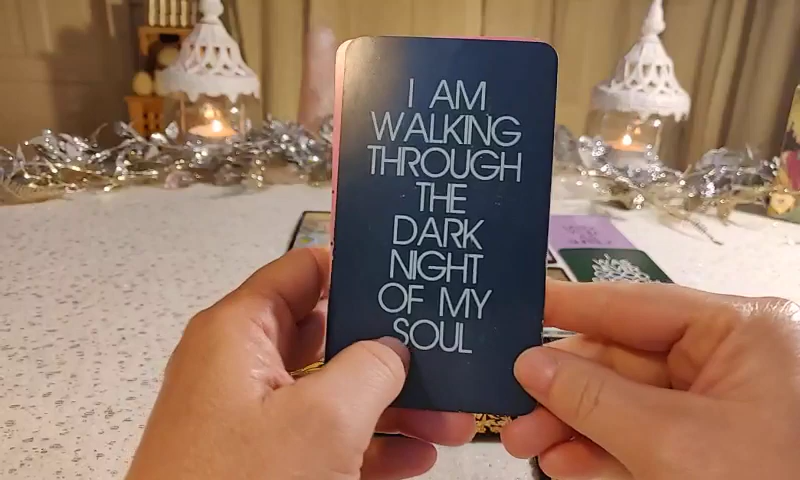 I AM
WALKING
THROUGH
THE
DARK
NIGHT
OF MY
SOUL